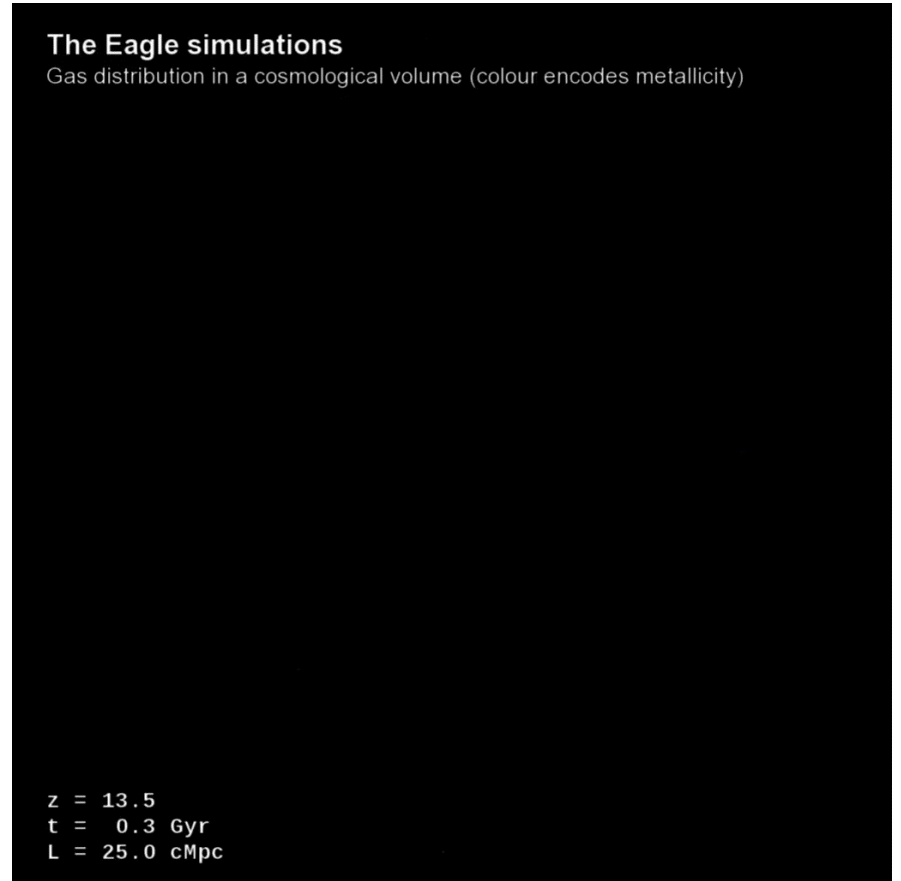 The Eagle simulations
Gas distribution in a cosmological volume (colour encodes metallicity)
z = 13.5
t =  0.3 Gyr
L = 25.0 cMpc